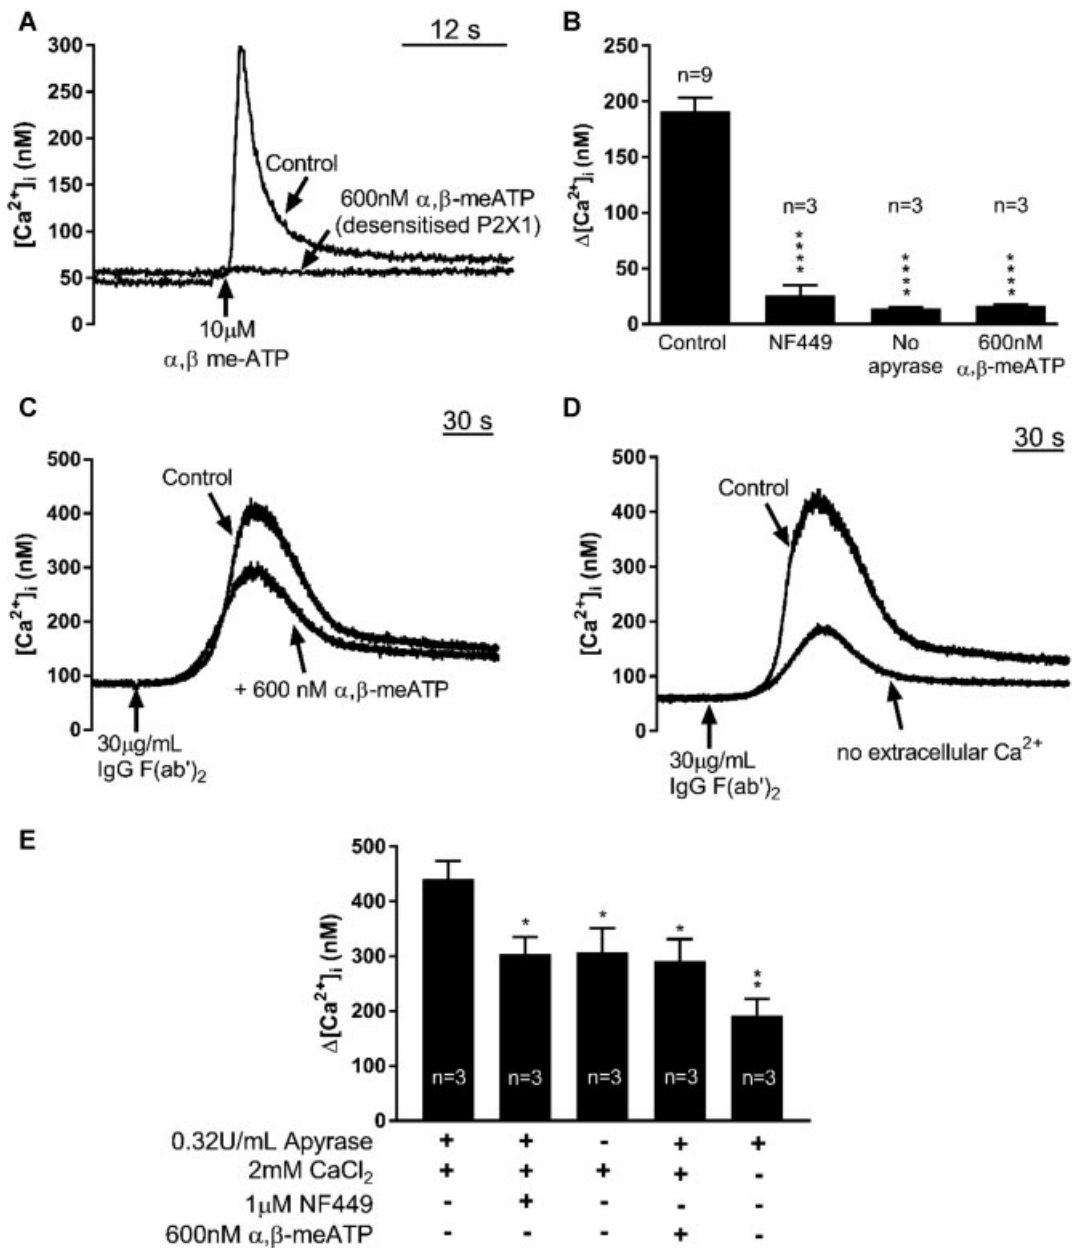 A
12 s
300
250
200
150
100
50
0
[Ca2+]i (nM)
Control
600nM α,β-meATP
(desensitised P2X1)
10μM
α,β me-ATP
B
250
200
150
100
50
0
Δ[Ca2+]i (nM)
n=9
n=3
n=3
n=3
****
****
****
Control
NF449
No
apyrase
600nM
α,β-meATP
C
30 s
500
400
300
200
100
0
[Ca2+]i (nM)
Control
+ 600 nM α,β-meATP
30μg/mL
IgG F(ab')2
D
30 s
500
400
300
200
100
0
[Ca2+]i (nM)
Control
no extracellular Ca2+
30μg/mL
IgG F(ab')2
E
500
400
300
200
100
0
Δ[Ca2+]i (nM)
*
*
*
**
n=3
n=3
n=3
n=3
n=3
0.32U/mL Apyrase + + - + +
2mM CaCl2 + + + + -
1μM NF449 - + - - -
600nM α,β-meATP - - - + -